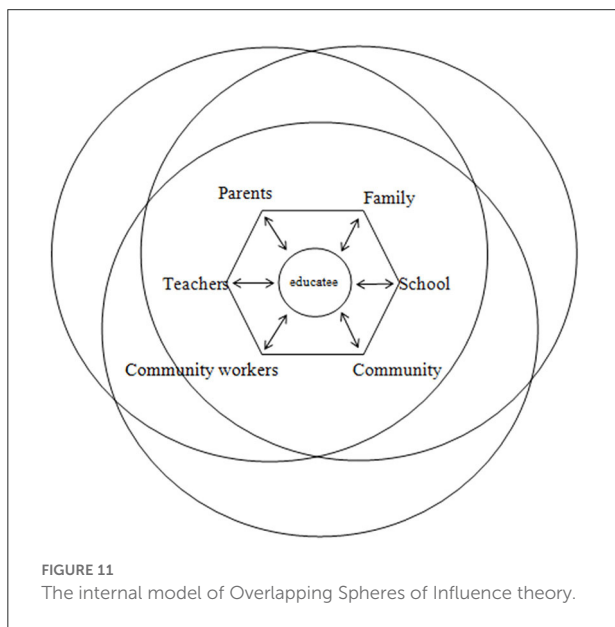 Parents Family
Teachers educatee School
Community workers Community
FIGURE 11
The internal model of Overlapping Spheres of Influence theory.